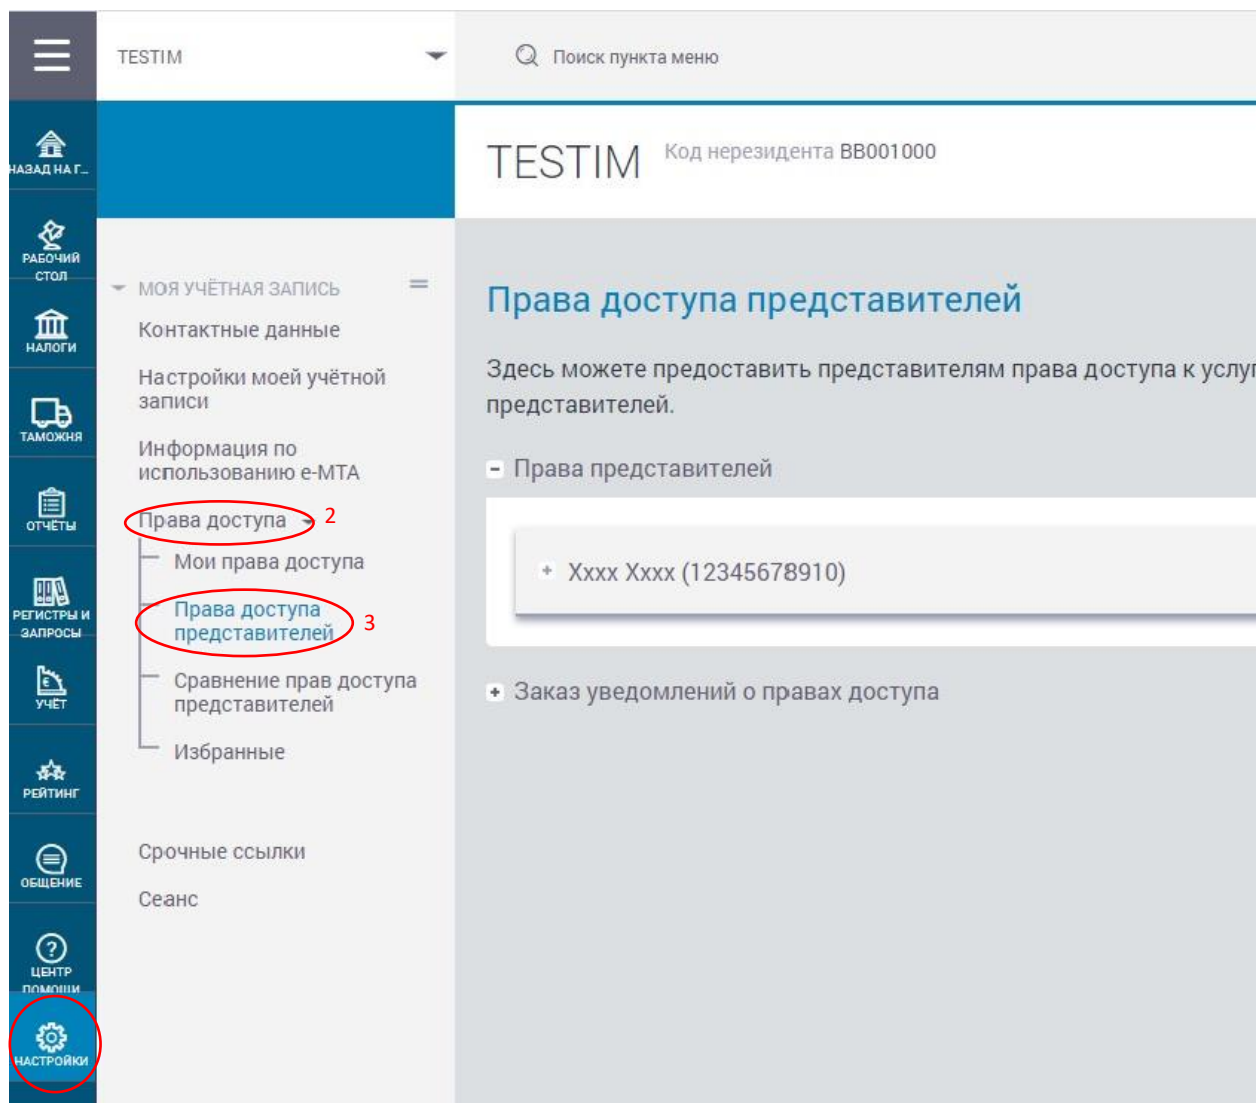 TESTIM
Поиск пункта меню
TESTIM Код нерезидента BB001000
НАЗАД НА Г...
РАБОЧИЙ
СТОЛ
НАЛОГИ
ТАМОЖНЯ
ОТЧЁТЫ
РЕГИСТРЫ И
ЗАПРОСЫ
УЧЁТ
РЕЙТИНГ
ОБЩЕНИЕ
ЦЕНТР
ПОМОЩИ
НАСТРОЙКИ
МОЯ УЧЁТНАЯ ЗАПИСЬ
Контактные данные
Настройки моей учётной
записи
Информация по
использованию e-MTA
Права доступа 2
Мои права доступа
Права доступа
представителей 3
Сравнение прав доступа
представителей
Избранные
Срочные ссылки
Сеанс
Права доступа представителей
Здесь можете предоставить представителям права доступа к услуг
представителей.
- Права представителей
+ Xxxx Xxxx (12345678910)
+ Заказ уведомлений о правах доступа